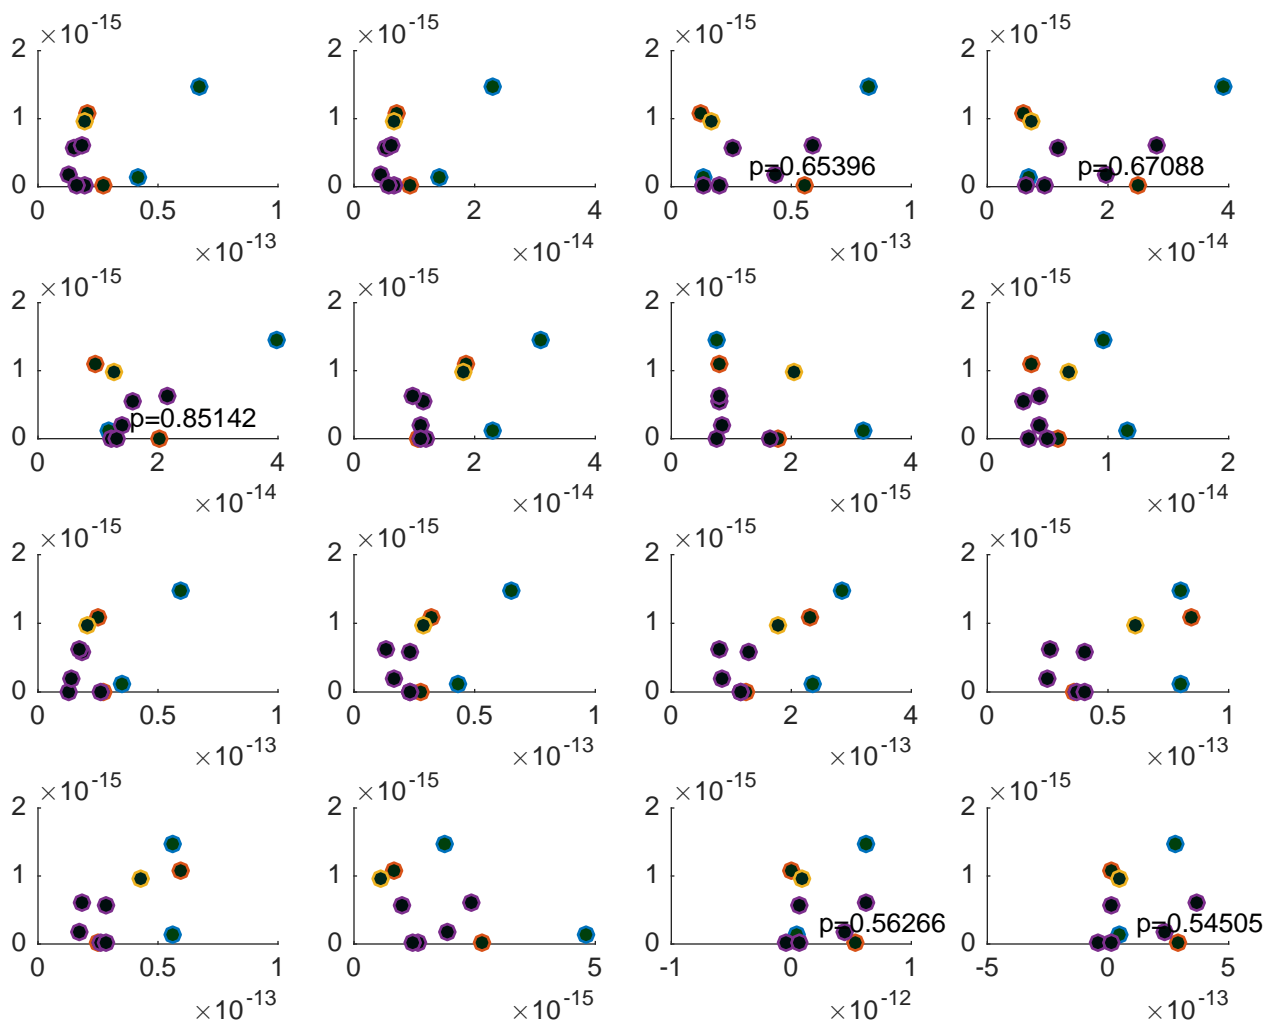 ×10^-15 ×10^-15 ×10^-15 ×10^-15
2 2 2 2
1 1 1 1
p=0.65396 p=0.67088
0 0 0 0
0 0.5 1 0 2 4 0 0.5 1 0 2 4
×10^-13 ×10^-14 ×10^-13 ×10^-14
×10^-15 ×10^-15 ×10^-15 ×10^-15
2 2 2 2
1 1 1 1
p=0.85142
0 0 0 0
0 2 4 0 2 4 0 2 4 0 1 2
×10^-14 ×10^-14 ×10^-15 ×10^-14
×10^-15 ×10^-15 ×10^-15 ×10^-15
2 2 2 2
1 1 1 1
0 0 0 0
0 0.5 1 0 0.5 1 0 2 4 0 0.5 1
×10^-13 ×10^-13 ×10^-13 ×10^-13
×10^-15 ×10^-15 ×10^-15 ×10^-15
2 2 2 2
1 1 1 1
p=0.56266 p=0.54505
0 0 0 0
0 0.5 1 0 5 -1 0 1 -5 0 5
×10^-13 ×10^-15 ×10^-12 ×10^-13